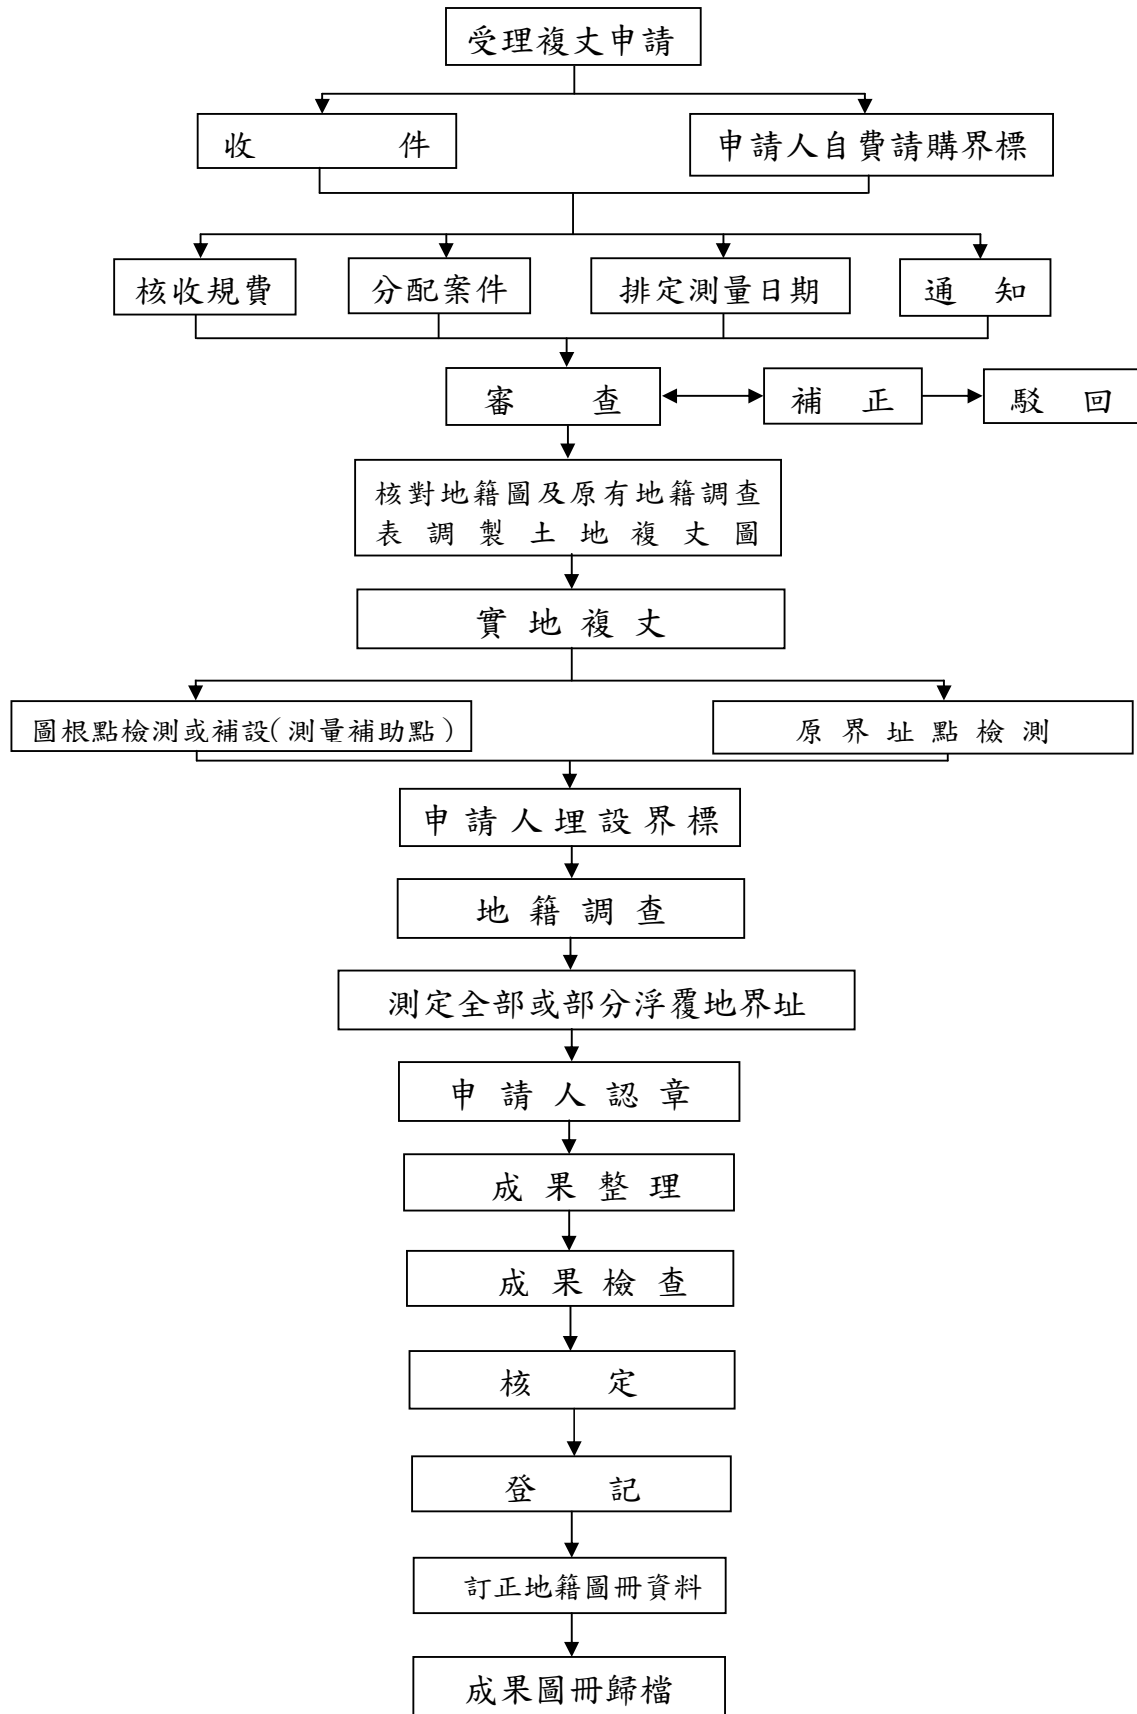 受理複丈申請
收 件
申請人自費請購界標
核收規費
分配案件
排定測量日期
通 知
審 查
補 正
駁 回
核對地籍圖及原有地籍調查
表調製土地複丈圖
實地複丈
圖根點檢測或補設(測量補助點)
原界址點檢測
申請人埋設界標
地籍調查
測定全部或部分浮覆地界址
申請人認章
成果整理
成果檢查
核 定
登 記
訂正地籍圖冊資料
成果圖冊歸檔